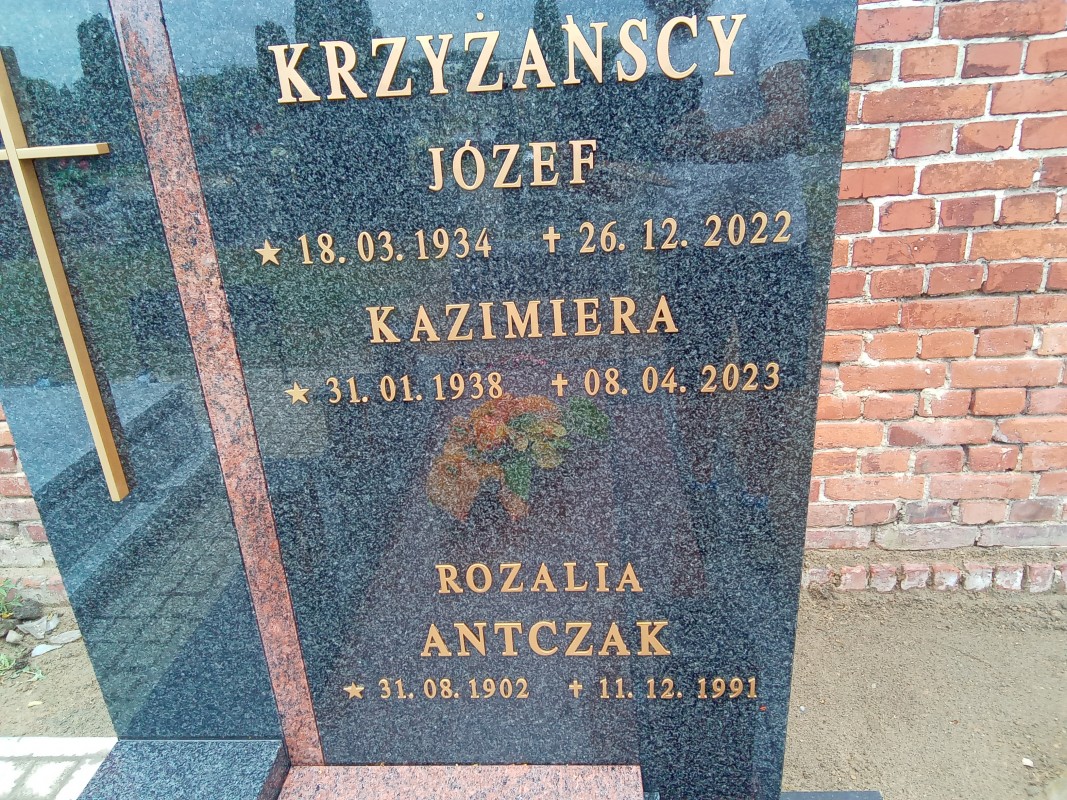 KRZYŻAŃSCY
JÓZEF
★ 18. 03. 1934 ✝ 26. 12. 2022
KAZIMIERA
★ 31. 01. 1938 ✝ 08. 04. 2023
ROZALIA
ANTCZAK
★ 31. 08. 1902 ✝ 11. 12. 1991